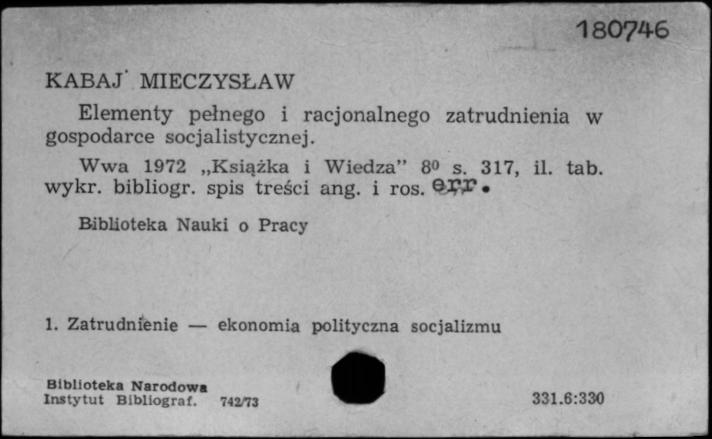 180746
KABAJ MIECZYSŁAW
Elementy pełnego i racjonalnego zatrudnienia w
gospodarce socjalistycznej.
Wwa 1972 „Książka i Wiedza” 8⁰ s. 317, il. tab.
wykr. bibliogr. spis treści ang. i ros. err.
Biblioteka Nauki o Pracy
1. Zatrudnienie — ekonomia polityczna socjalizmu
Biblioteka Narodowa
Instytut Bibliograf. 742/73
331.6:330